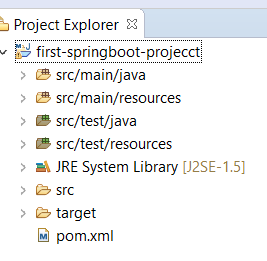 Project Explorer
first-springboot-projecct
src/main/java
src/main/resources
src/test/java
src/test/resources
JRE System Library [J2SE-1.5]
src
target
pom.xml